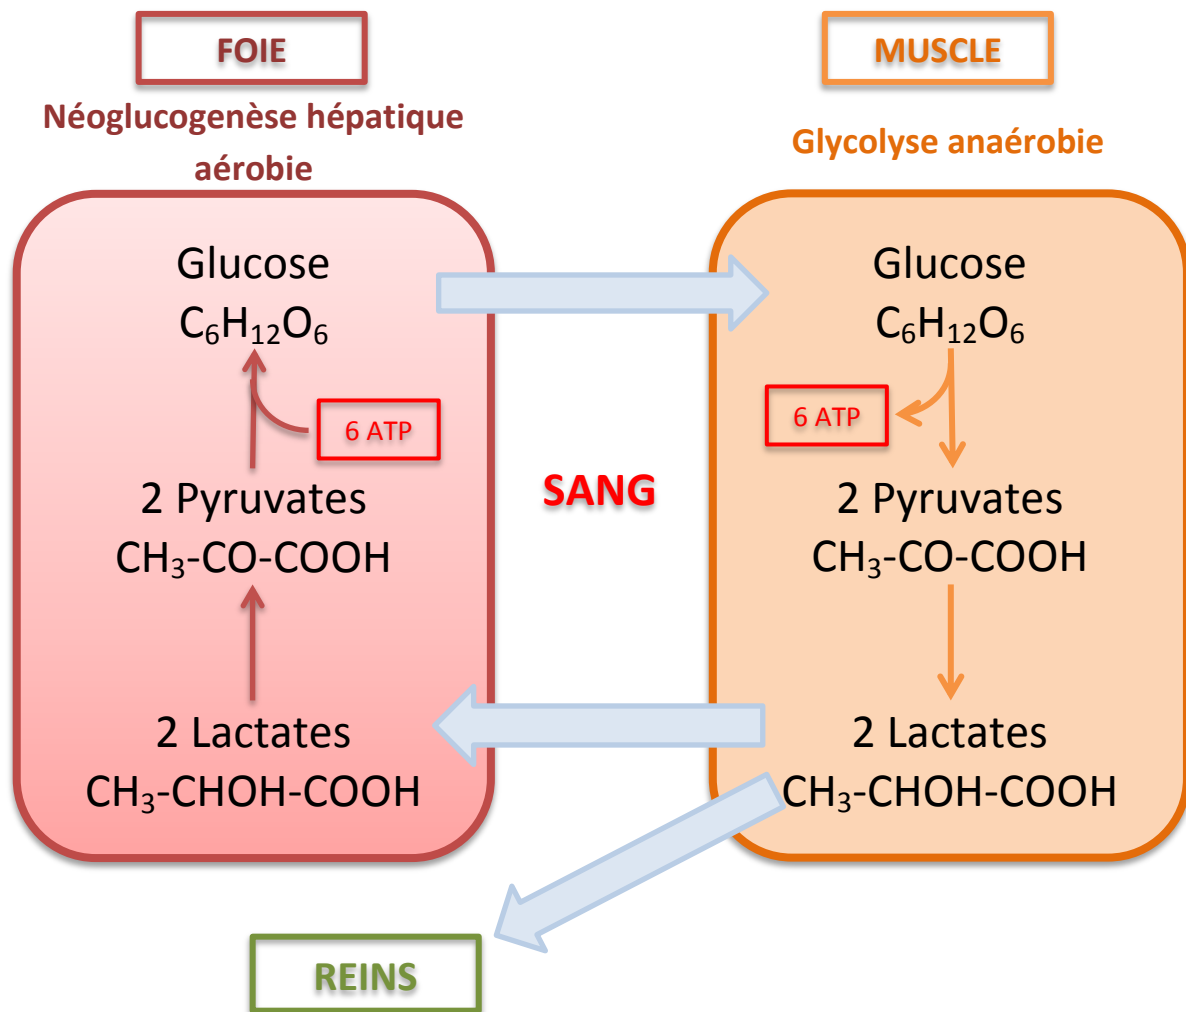 FOIE
Néoglucogenèse hépatique
aérobie
Glucose
C₆H₁₂O₆
6 ATP
2 Pyruvates
CH₃-CO-COOH
2 Lactates
CH₃-CHOH-COOH
SANG
MUSCLE
Glycolyse anaérobie
Glucose
C₆H₁₂O₆
6 ATP
2 Pyruvates
CH₃-CO-COOH
2 Lactates
CH₃-CHOH-COOH
REINS